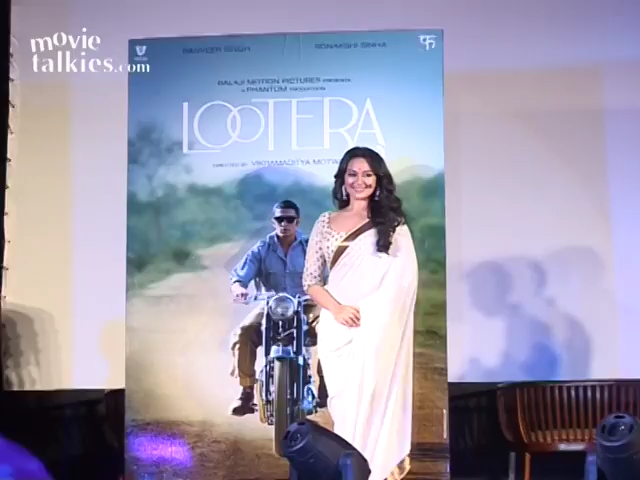 movie
talkies.com
RANVEER SINGH SONAKSHI SINHA
फ
BALAJI MOTION PICTURES PRESENTS
A PHANTOM PRODUCTION
LOOTERA
DIRECTED BY VIKRAMADITYA MOTWANE